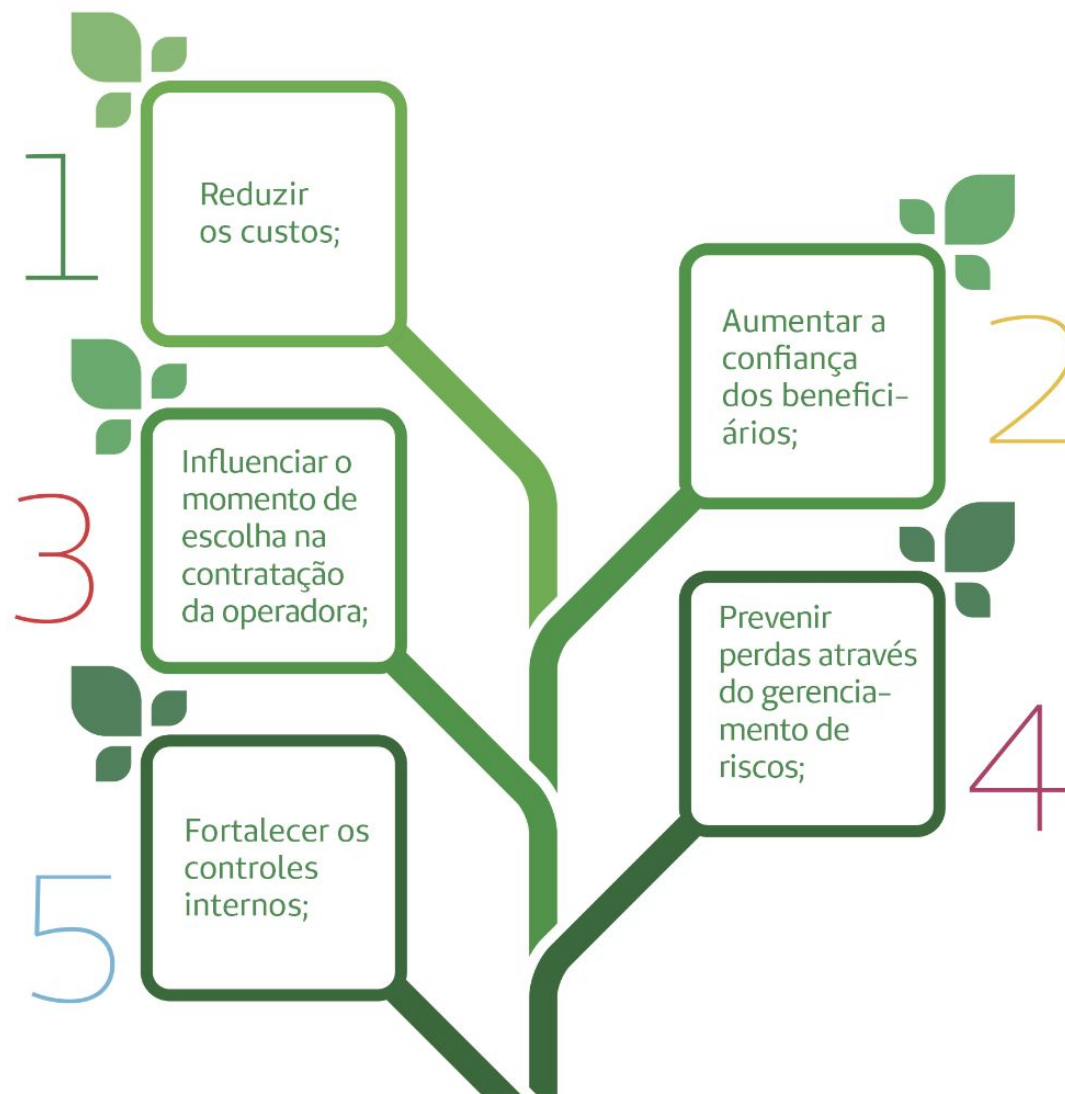 1
Reduzir
os custos;
2
Aumentar a
confiança
dos benefici-
ários;
3
Influenciar o
momento de
escolha na
contratação
da operadora;
4
Prevenir
perdas através
do gerencia-
mento de
riscos;
5
Fortalecer os
controles
internos;